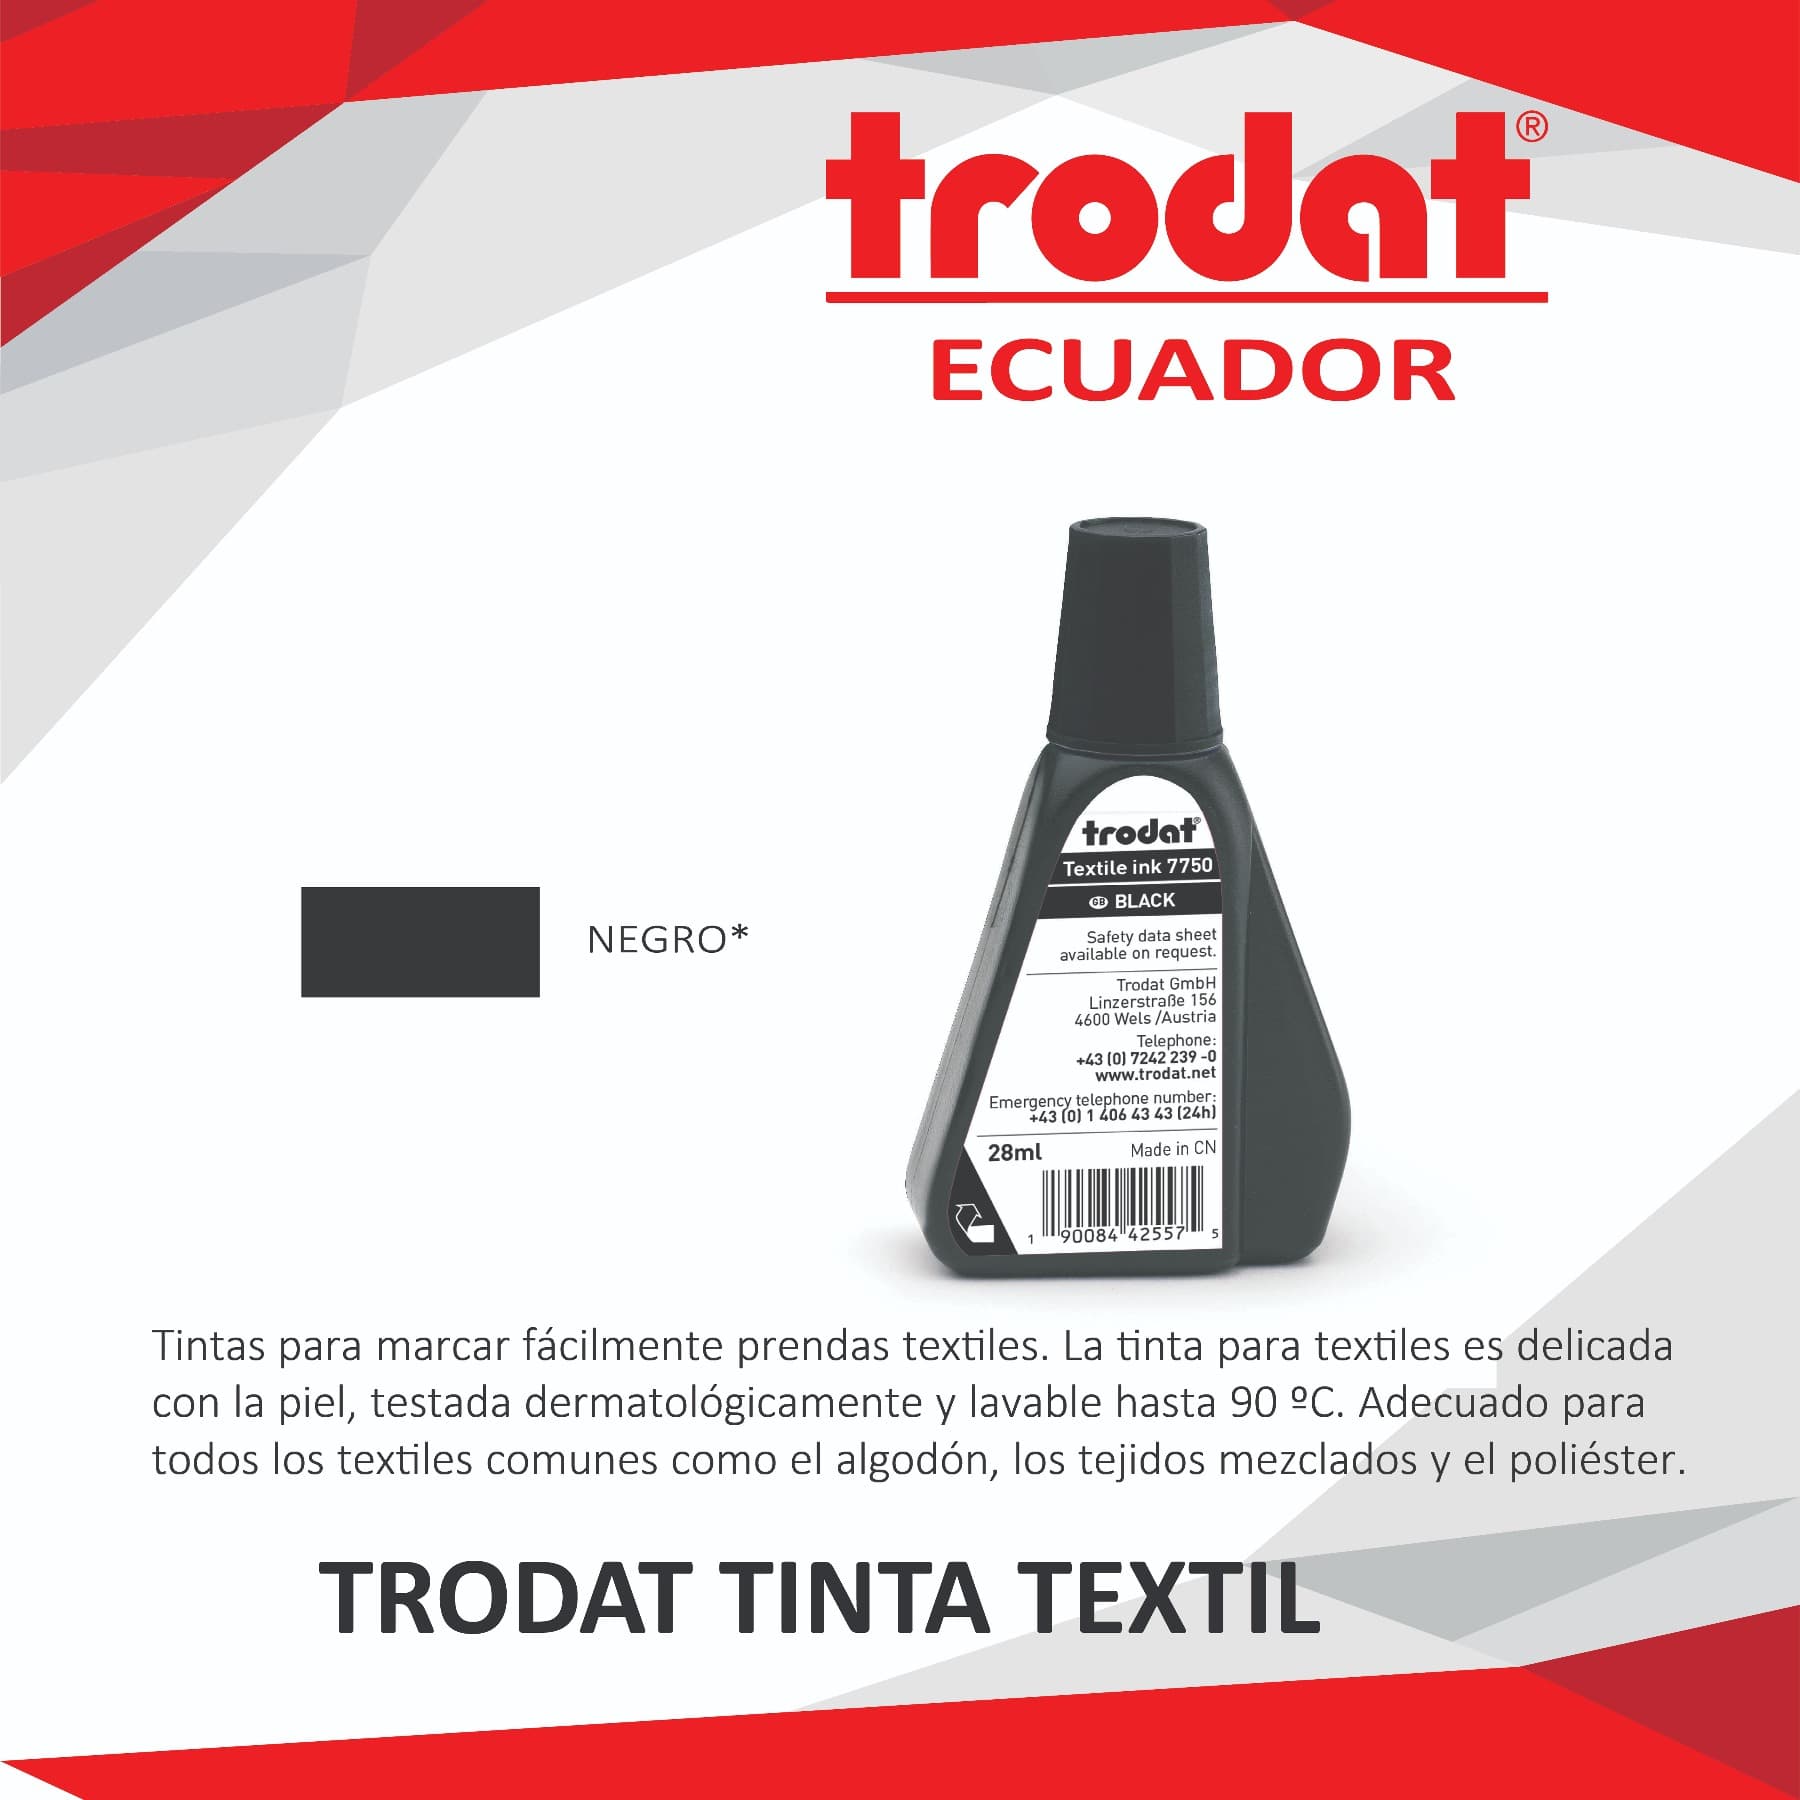 trodat®
ECUADOR
trodat®
Textile ink 7750
GB BLACK
Safety data sheet
available on request.
Trodat GmbH
Linzerstraße 156
4600 Wels /Austria
Telephone:
+43 (0) 7242 239 -0
www.trodat.net
Emergency telephone number:
+43 (0) 1 406 43 43 (24h)
28ml Made in CN
1 90084 42557 5
NEGRO*
Tintas para marcar fácilmente prendas textiles. La tinta para textiles es delicada
con la piel, testada dermatológicamente y lavable hasta 90 ºC. Adecuado para
todos los textiles comunes como el algodón, los tejidos mezclados y el poliéster.
TRODAT TINTA TEXTIL